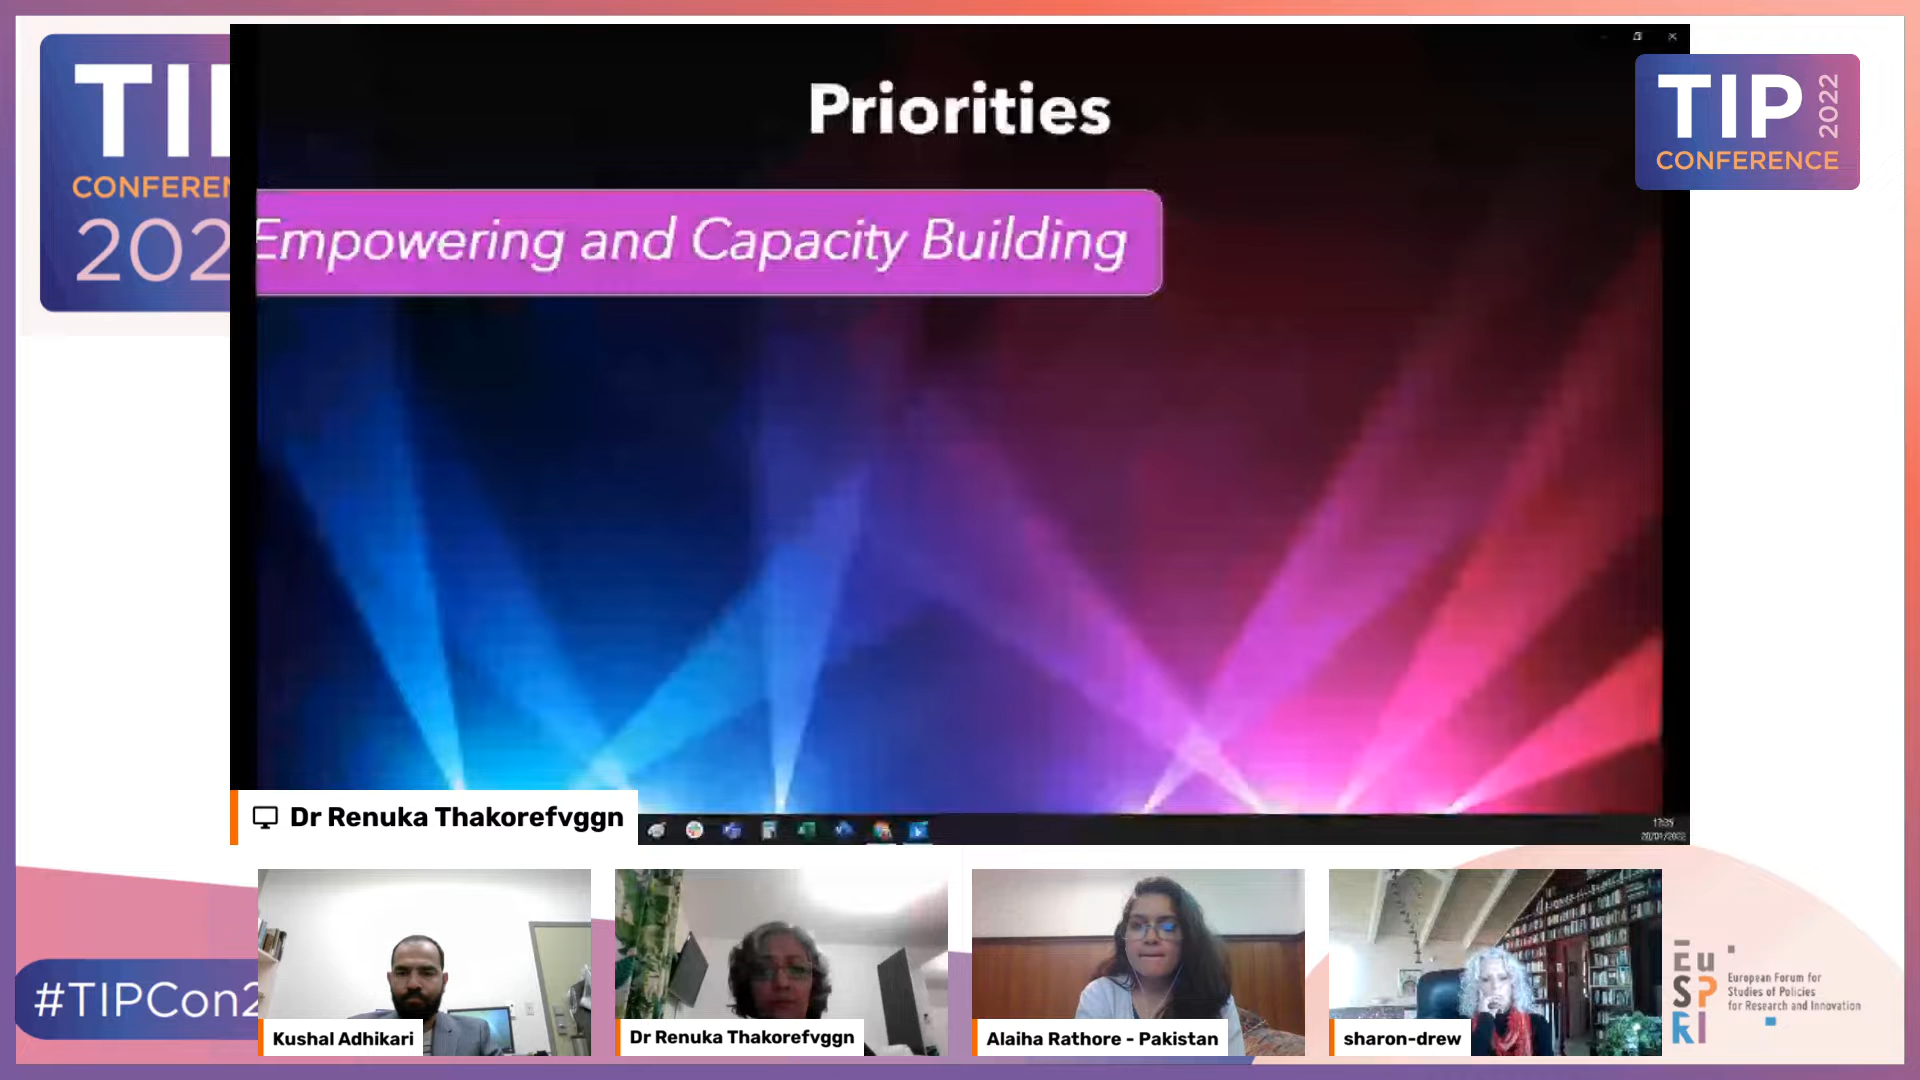 TI
CONFEREN
202
Priorities
Empowering and Capacity Building
TIP 2022
CONFERENCE
Dr Renuka Thakorefvggn
#TIPCon2
Kushal Adhikari
Dr Renuka Thakorefvggn
Alaiha Rathore - Pakistan
sharon-drew
EU
SP
RI
European Forum for
Studies of Policies
for Research and Innovation